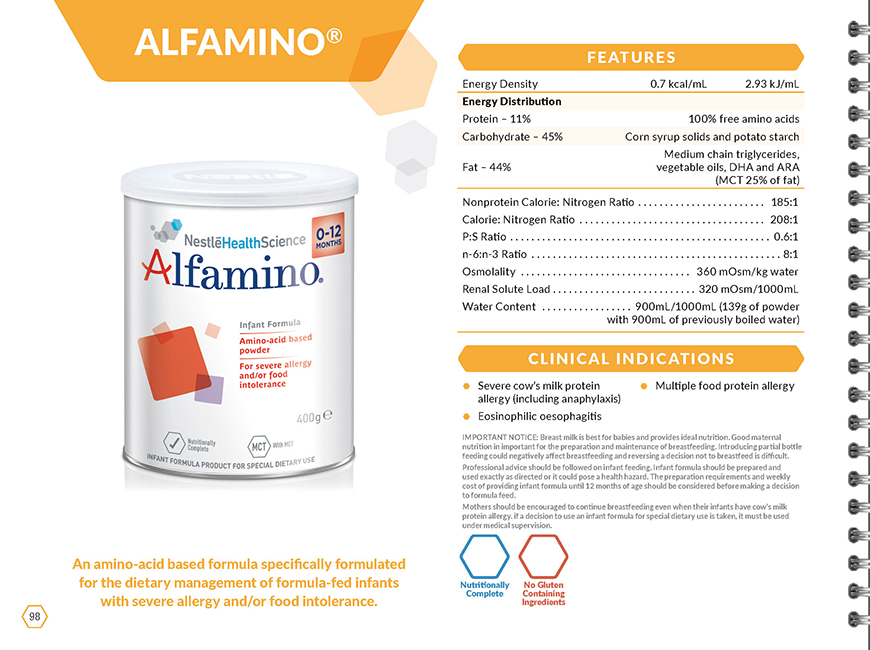 ALFAMINO®
NestléHealthScience
0-12
MONTHS
Alfamino®
Infant Formula
Amino-acid based
powder
For severe allergy
and/or food
intolerance
400g ℮
Nutritionally
Complete
MCT
With MCT
INFANT FORMULA PRODUCT FOR SPECIAL DIETARY USE
An amino-acid based formula specifically formulated
for the dietary management of formula-fed infants
with severe allergy and/or food intolerance.
98
FEATURES
Energy Density 0.7 kcal/mL 2.93 kJ/mL
Energy Distribution
Protein – 11% 100% free amino acids
Carbohydrate – 45% Corn syrup solids and potato starch
Fat – 44% Medium chain triglycerides,
vegetable oils, DHA and ARA
(MCT 25% of fat)
Nonprotein Calorie: Nitrogen Ratio . . . . . . . . . . . . . . . . . . . . . . . 185:1
Calorie: Nitrogen Ratio . . . . . . . . . . . . . . . . . . . . . . . . . . . . . . . . . 208:1
P:S Ratio . . . . . . . . . . . . . . . . . . . . . . . . . . . . . . . . . . . . . . . . . . . . . . 0.6:1
n-6:n-3 Ratio . . . . . . . . . . . . . . . . . . . . . . . . . . . . . . . . . . . . . . . . . . . . 8:1
Osmolality . . . . . . . . . . . . . . . . . . . . . . . . . . . . . . 360 mOsm/kg water
Renal Solute Load . . . . . . . . . . . . . . . . . . . . . . . . . 320 mOsm/1000mL
Water Content . . . . . . . . . . . . . . . . 900mL/1000mL (139g of powder
with 900mL of previously boiled water)
CLINICAL INDICATIONS
Severe cow's milk protein
allergy (including anaphylaxis)
Eosinophilic oesophagitis
Multiple food protein allergy
IMPORTANT NOTICE: Breast milk is best for babies and provides ideal nutrition. Good maternal
nutrition in important for the preparation and maintenance of breastfeeding. Introducing partial bottle
feeding could negatively affect breastfeeding and reversing a decision not to breastfeed is difficult.
Professional advice should be followed on infant feeding. Infant formula should be prepared and
used exactly as directed or it could pose a health hazard. The preparation requirements and weekly
cost of providing infant formula until 12 months of age should be considered before making a decision
to formula feed.
Mothers should be encouraged to continue breastfeeding even when their infants have cow's milk
protein allergy, if a decision to use an infant formula for special dietary use is taken, it must be used
under medical supervision.
Nutritionally
Complete
No Gluten
Containing
Ingredients